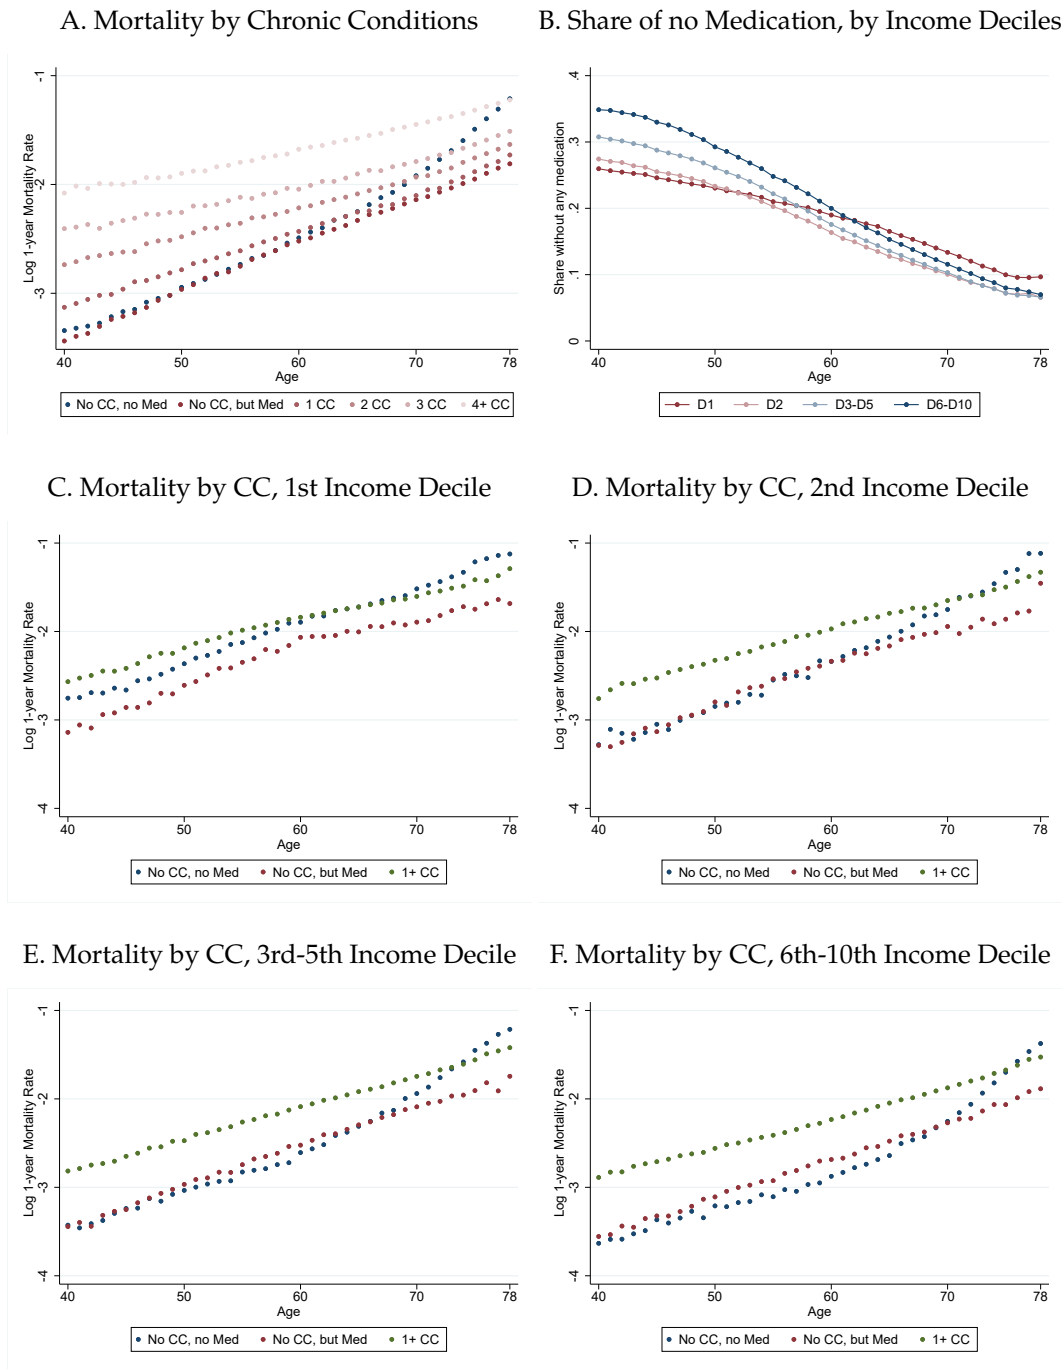 A. Mortality by Chronic Conditions
Log 1-year Mortality Rate
-1
-2
-3
40 50 60 70 78
Age
No CC, no Med No CC, but Med 1 CC 2 CC 3 CC 4+ CC
B. Share of no Medication, by Income Deciles
Share without any medication
.4
.3
.2
.1
0
40 50 60 70 78
Age
D1 D2 D3-D5 D6-D10
C. Mortality by CC, 1st Income Decile
Log 1-year Mortality Rate
-1
-2
-3
-4
40 50 60 70 78
Age
No CC, no Med No CC, but Med 1+ CC
D. Mortality by CC, 2nd Income Decile
Log 1-year Mortality Rate
-1
-2
-3
-4
40 50 60 70 78
Age
No CC, no Med No CC, but Med 1+ CC
E. Mortality by CC, 3rd-5th Income Decile
Log 1-year Mortality Rate
-1
-2
-3
-4
40 50 60 70 78
Age
No CC, no Med No CC, but Med 1+ CC
F. Mortality by CC, 6th-10th Income Decile
Log 1-year Mortality Rate
-1
-2
-3
-4
40 50 60 70 78
Age
No CC, no Med No CC, but Med 1+ CC